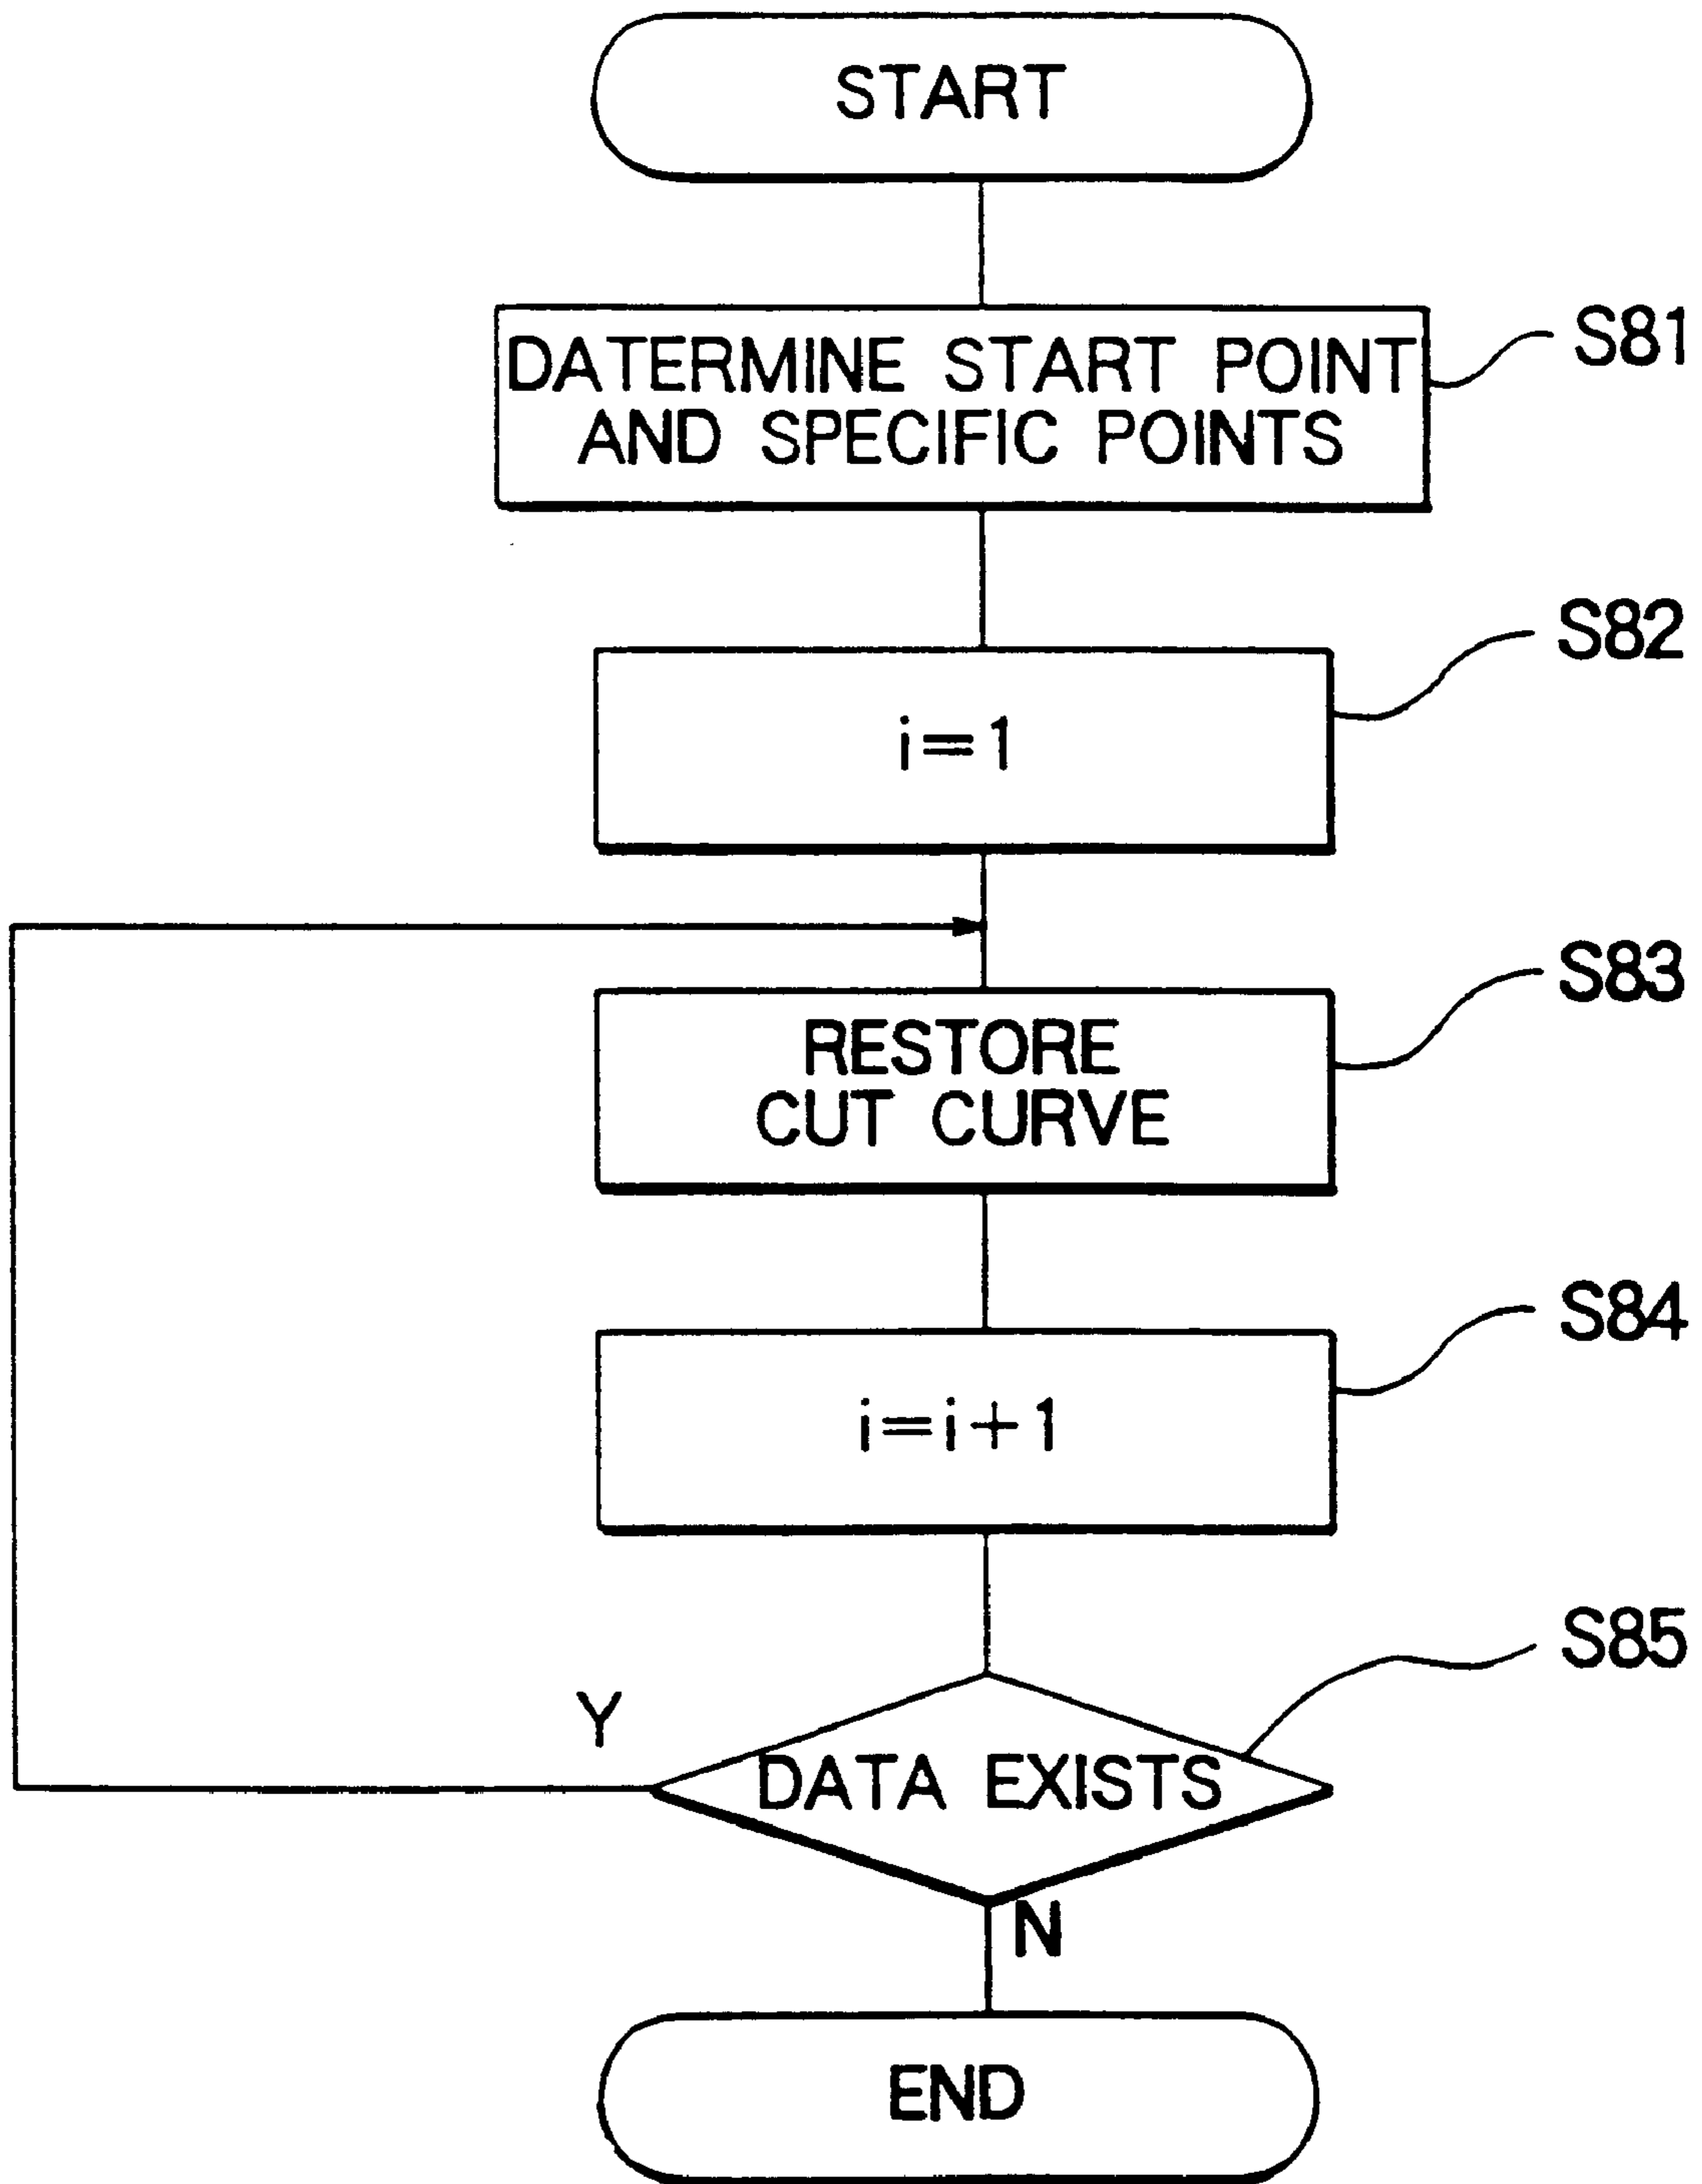 START
DATERMINE START POINT
AND SPECIFIC POINTS
S81
i=1
S82
RESTORE
CUT CURVE
S83
i=i+1
S84
DATA EXISTS
S85
Y
N
END